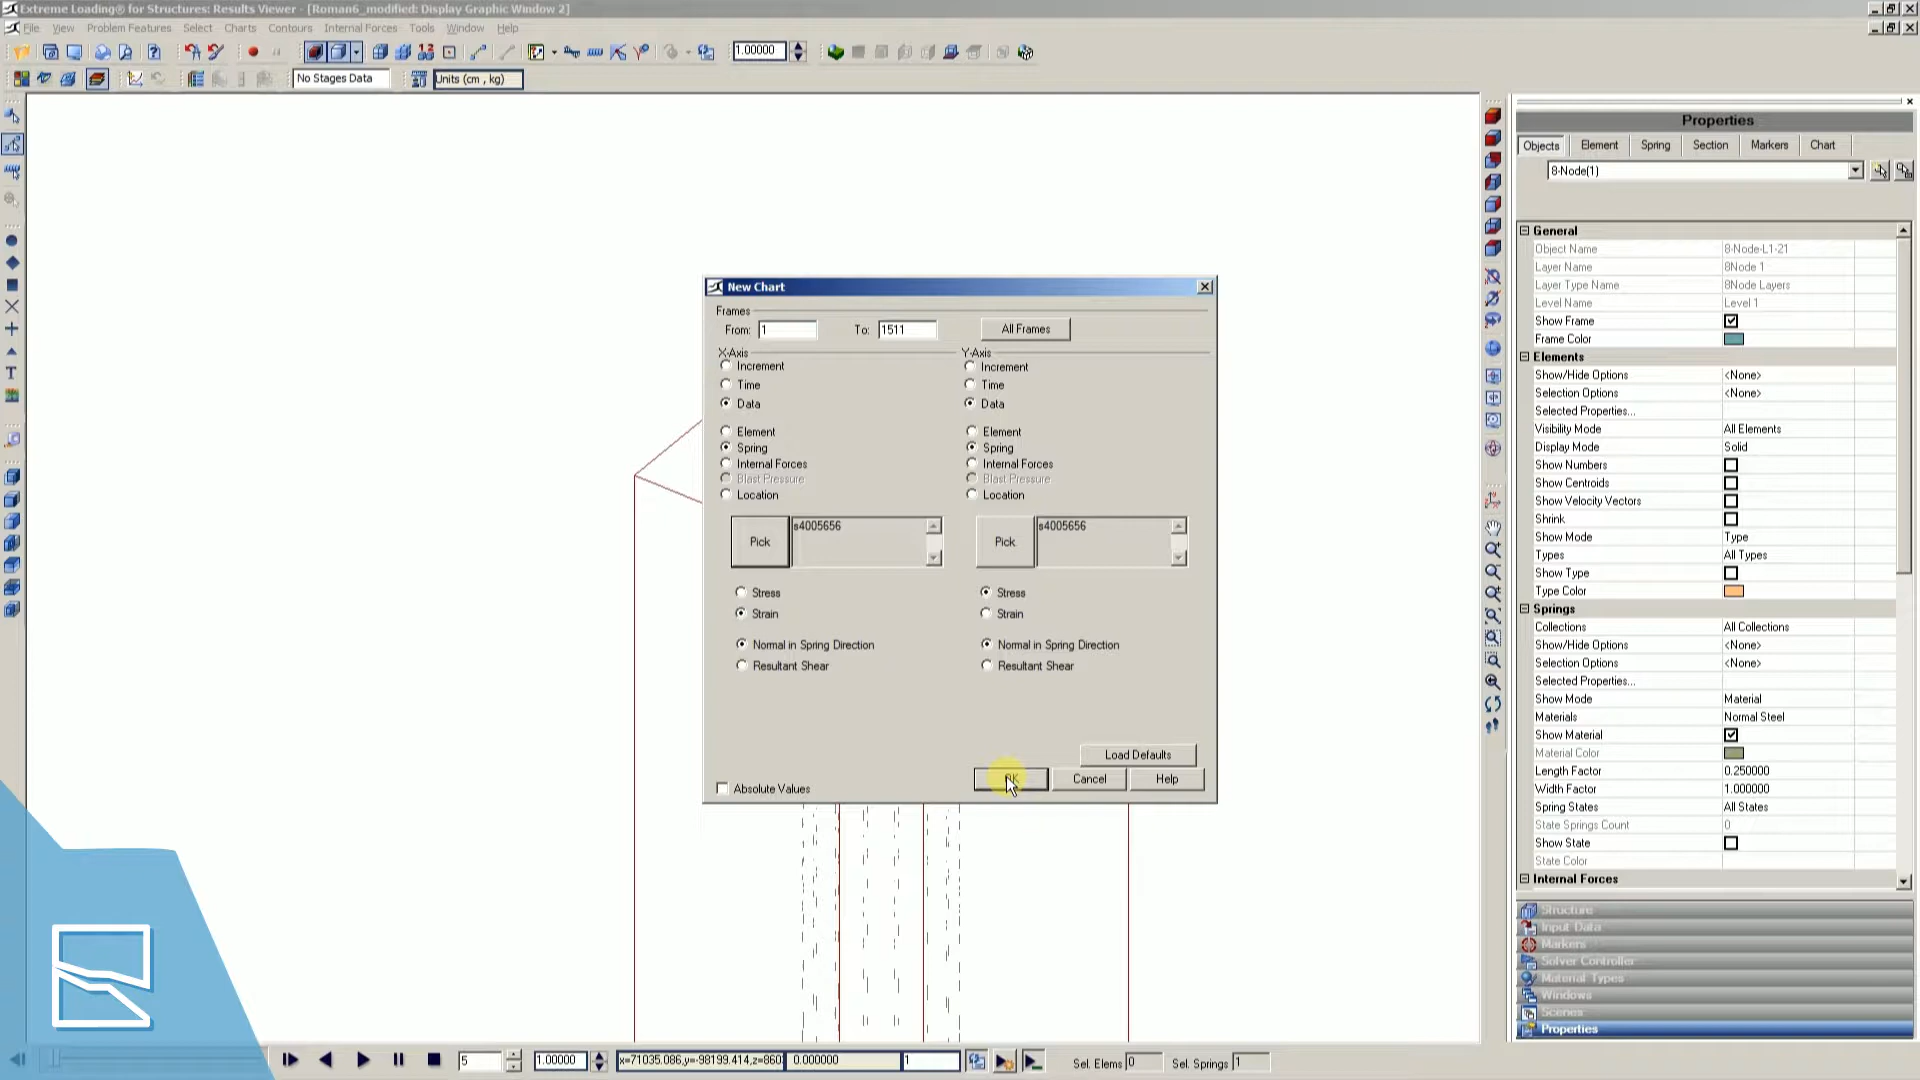 Extreme Loading® for Structures: Results Viewer - [Roman6_modified: Display Graphic Window 2]
File View Problem Features Select Charts Contours Internal Forces Tools Window Help
1.00000
No Stages Data Units (cm , kg)
New Chart
Frames
From: 1 To: 1511 All Frames
X-Axis Y-Axis
Increment Increment
Time Time
Data Data
Element Element
Spring Spring
Internal Forces Internal Forces
Blast Pressure Blast Pressure
Location Location
Pick s4005656 Pick s4005656
Stress Stress
Strain Strain
Normal in Spring Direction Normal in Spring Direction
Resultant Shear Resultant Shear
Load Defaults
OK Cancel Help
Absolute Values
Properties
Objects Element Spring Section Markers Chart
8-Node(1)
General
Object Name 8-Node-L1-21
Layer Name 8Node 1
Layer Type Name 8Node Layers
Level Name Level 1
Show Frame
Frame Color
Elements
Show/Hide Options <None>
Selection Options <None>
Selected Properties...
Visibility Mode All Elements
Display Mode Solid
Show Numbers
Show Centroids
Show Velocity Vectors
Shrink
Show Mode Type
Types All Types
Show Type
Type Color
Springs
Collections All Collections
Show/Hide Options <None>
Selection Options <None>
Selected Properties...
Show Mode Material
Materials Normal Steel
Show Material
Material Color
Length Factor 0.250000
Width Factor 1.000000
Spring States All States
State Springs Count 0
Show State
State Color
Internal Forces
Structure
Input Data
Markers
Solver Controller
Material Types
Windows
Scenes
Properties
5 1.00000 x=71035.086,y=-98199.414,z=860 0.000000 1 Sel. Elems 0 Sel. Springs 1